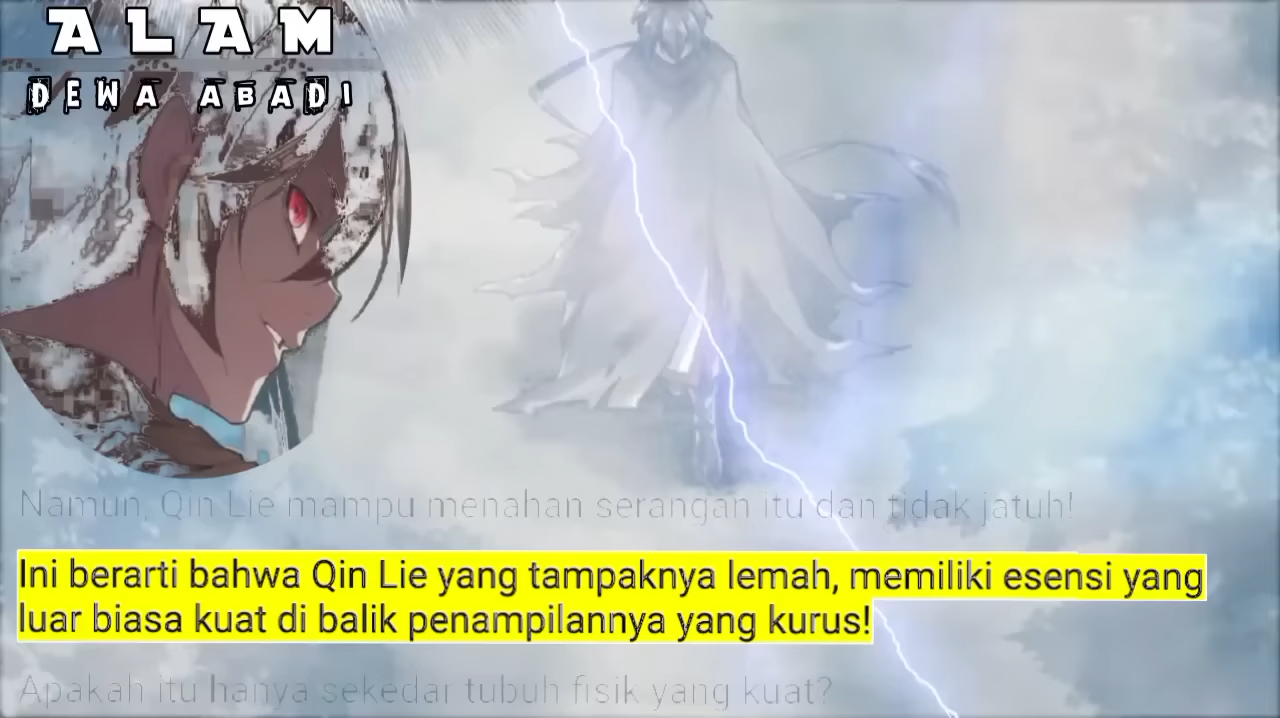 ALAM
DEWA ABADI
Namun, Qin Lie mampu menahan serangan itu dan tidak jatuh!
Ini berarti bahwa Qin Lie yang tampaknya lemah, memiliki esensi yang
luar biasa kuat di balik penampilannya yang kurus!
Apakah itu hanya sekedar tubuh fisik yang kuat?